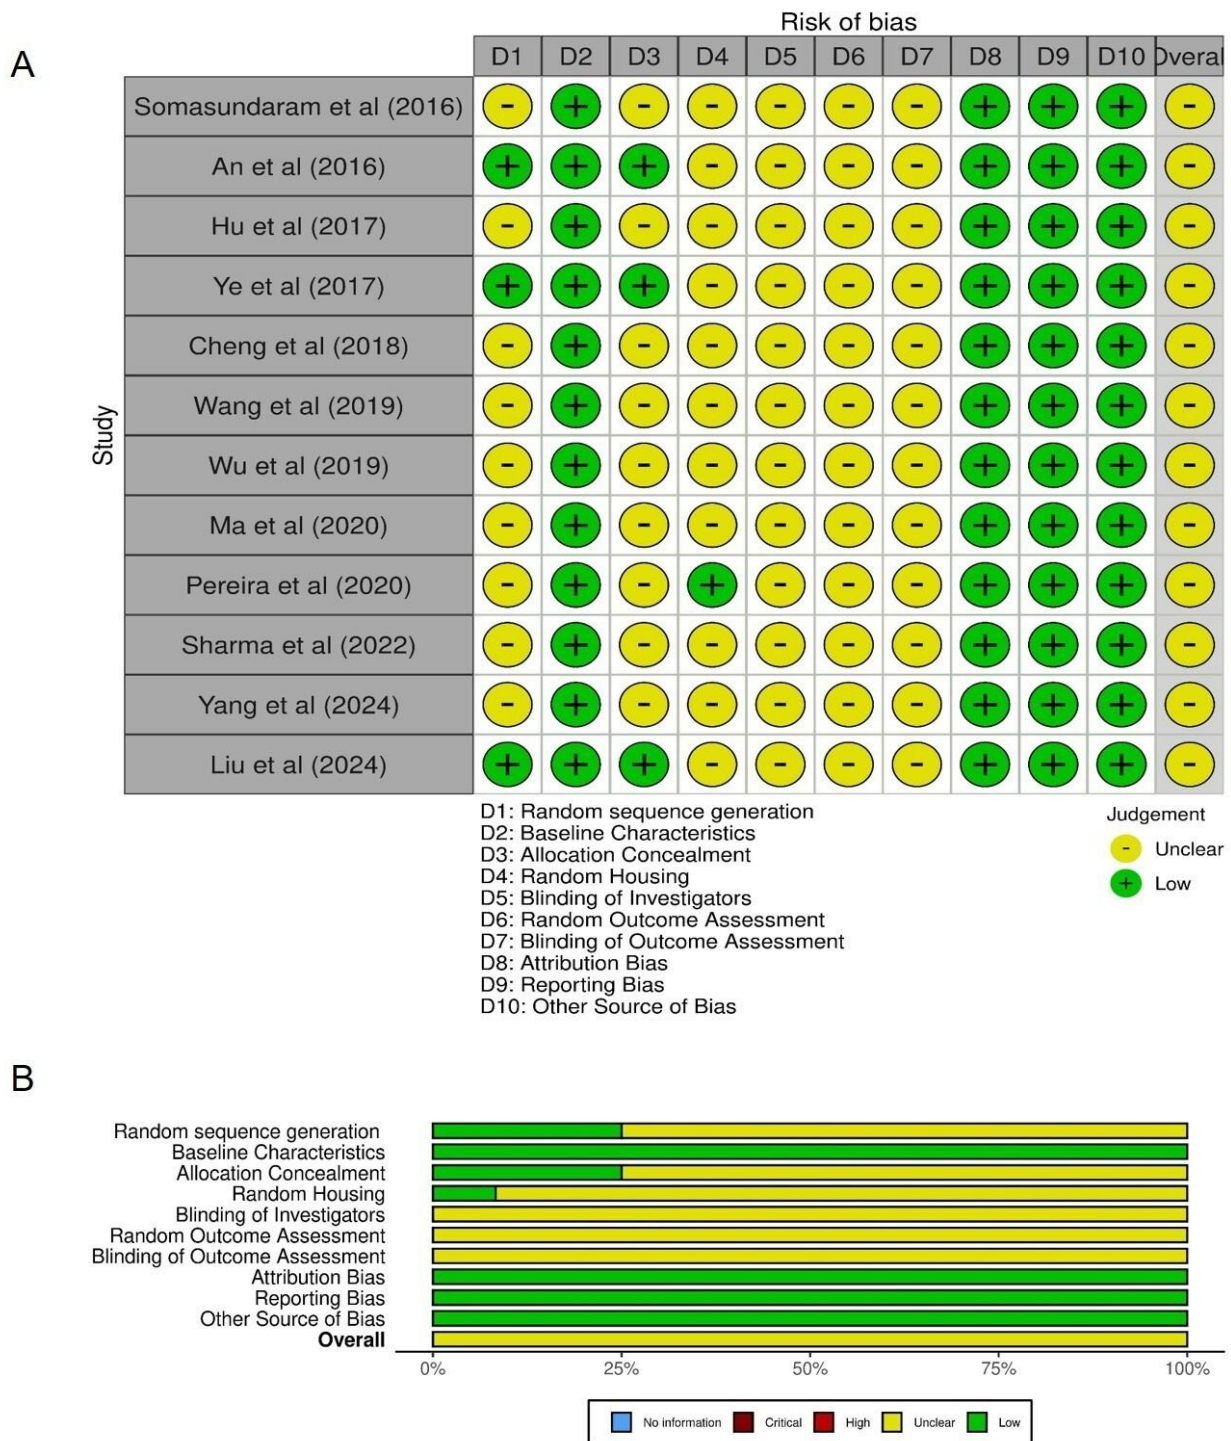 A
Risk of bias
D1 D2 D3 D4 D5 D6 D7 D8 D9 D10 Overal
Study
Somasundaram et al (2016) - + - - - - - + + + -
An et al (2016) + + + - - - - + + + -
Hu et al (2017) - + - - - - - + + + -
Ye et al (2017) + + + - - - - + + + -
Cheng et al (2018) - + - - - - - + + + -
Wang et al (2019) - + - - - - - + + + -
Wu et al (2019) - + - - - - - + + + -
Ma et al (2020) - + - - - - - + + + -
Pereira et al (2020) - + - + - - - + + + -
Sharma et al (2022) - + - - - - - + + + -
Yang et al (2024) - + - - - - - + + + -
Liu et al (2024) + + + - - - - + + + -
D1: Random sequence generation
D2: Baseline Characteristics
D3: Allocation Concealment
D4: Random Housing
D5: Blinding of Investigators
D6: Random Outcome Assessment
D7: Blinding of Outcome Assessment
D8: Attribution Bias
D9: Reporting Bias
D10: Other Source of Bias
Judgement
- Unclear
+ Low
B
Random sequence generation
Baseline Characteristics
Allocation Concealment
Random Housing
Blinding of Investigators
Random Outcome Assessment
Blinding of Outcome Assessment
Attribution Bias
Reporting Bias
Other Source of Bias
Overall
0% 25% 50% 75% 100%
No information Critical High Unclear Low